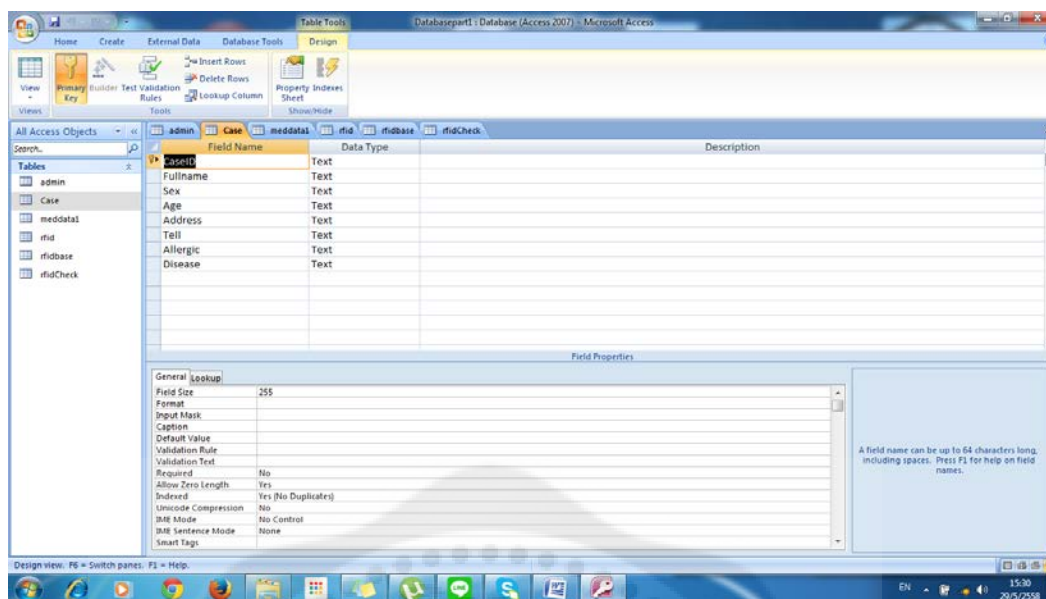 Table Tools
Databasepart1 : Database (Access 2007) - Microsoft Access
Home Create External Data Database Tools Design
View
Primary Key
Builder
Test Validation Rules
Insert Rows
Delete Rows
Lookup Column
Property Sheet
Indexes
Views
Tools
Show/Hide
All Access Objects
Search...
Tables
admin
Case
meddata1
rfid
rfidbase
rfidCheck
admin Case meddata1 rfid rfidbase rfidCheck
Field Name Data Type Description
CaseID Text
Fullname Text
Sex Text
Age Text
Address Text
Tell Text
Allergic Text
Disease Text
Field Properties
General Lookup
Field Size 255
Format
Input Mask
Caption
Default Value
Validation Rule
Validation Text
Required No
Allow Zero Length Yes
Indexed Yes (No Duplicates)
Unicode Compression No
IME Mode No Control
IME Sentence Mode None
Smart Tags
A field name can be up to 64 characters long,
including spaces. Press F1 for help on field
names.
Design view. F6 = Switch panes. F1 = Help.
EN
15:30
29/5/2558